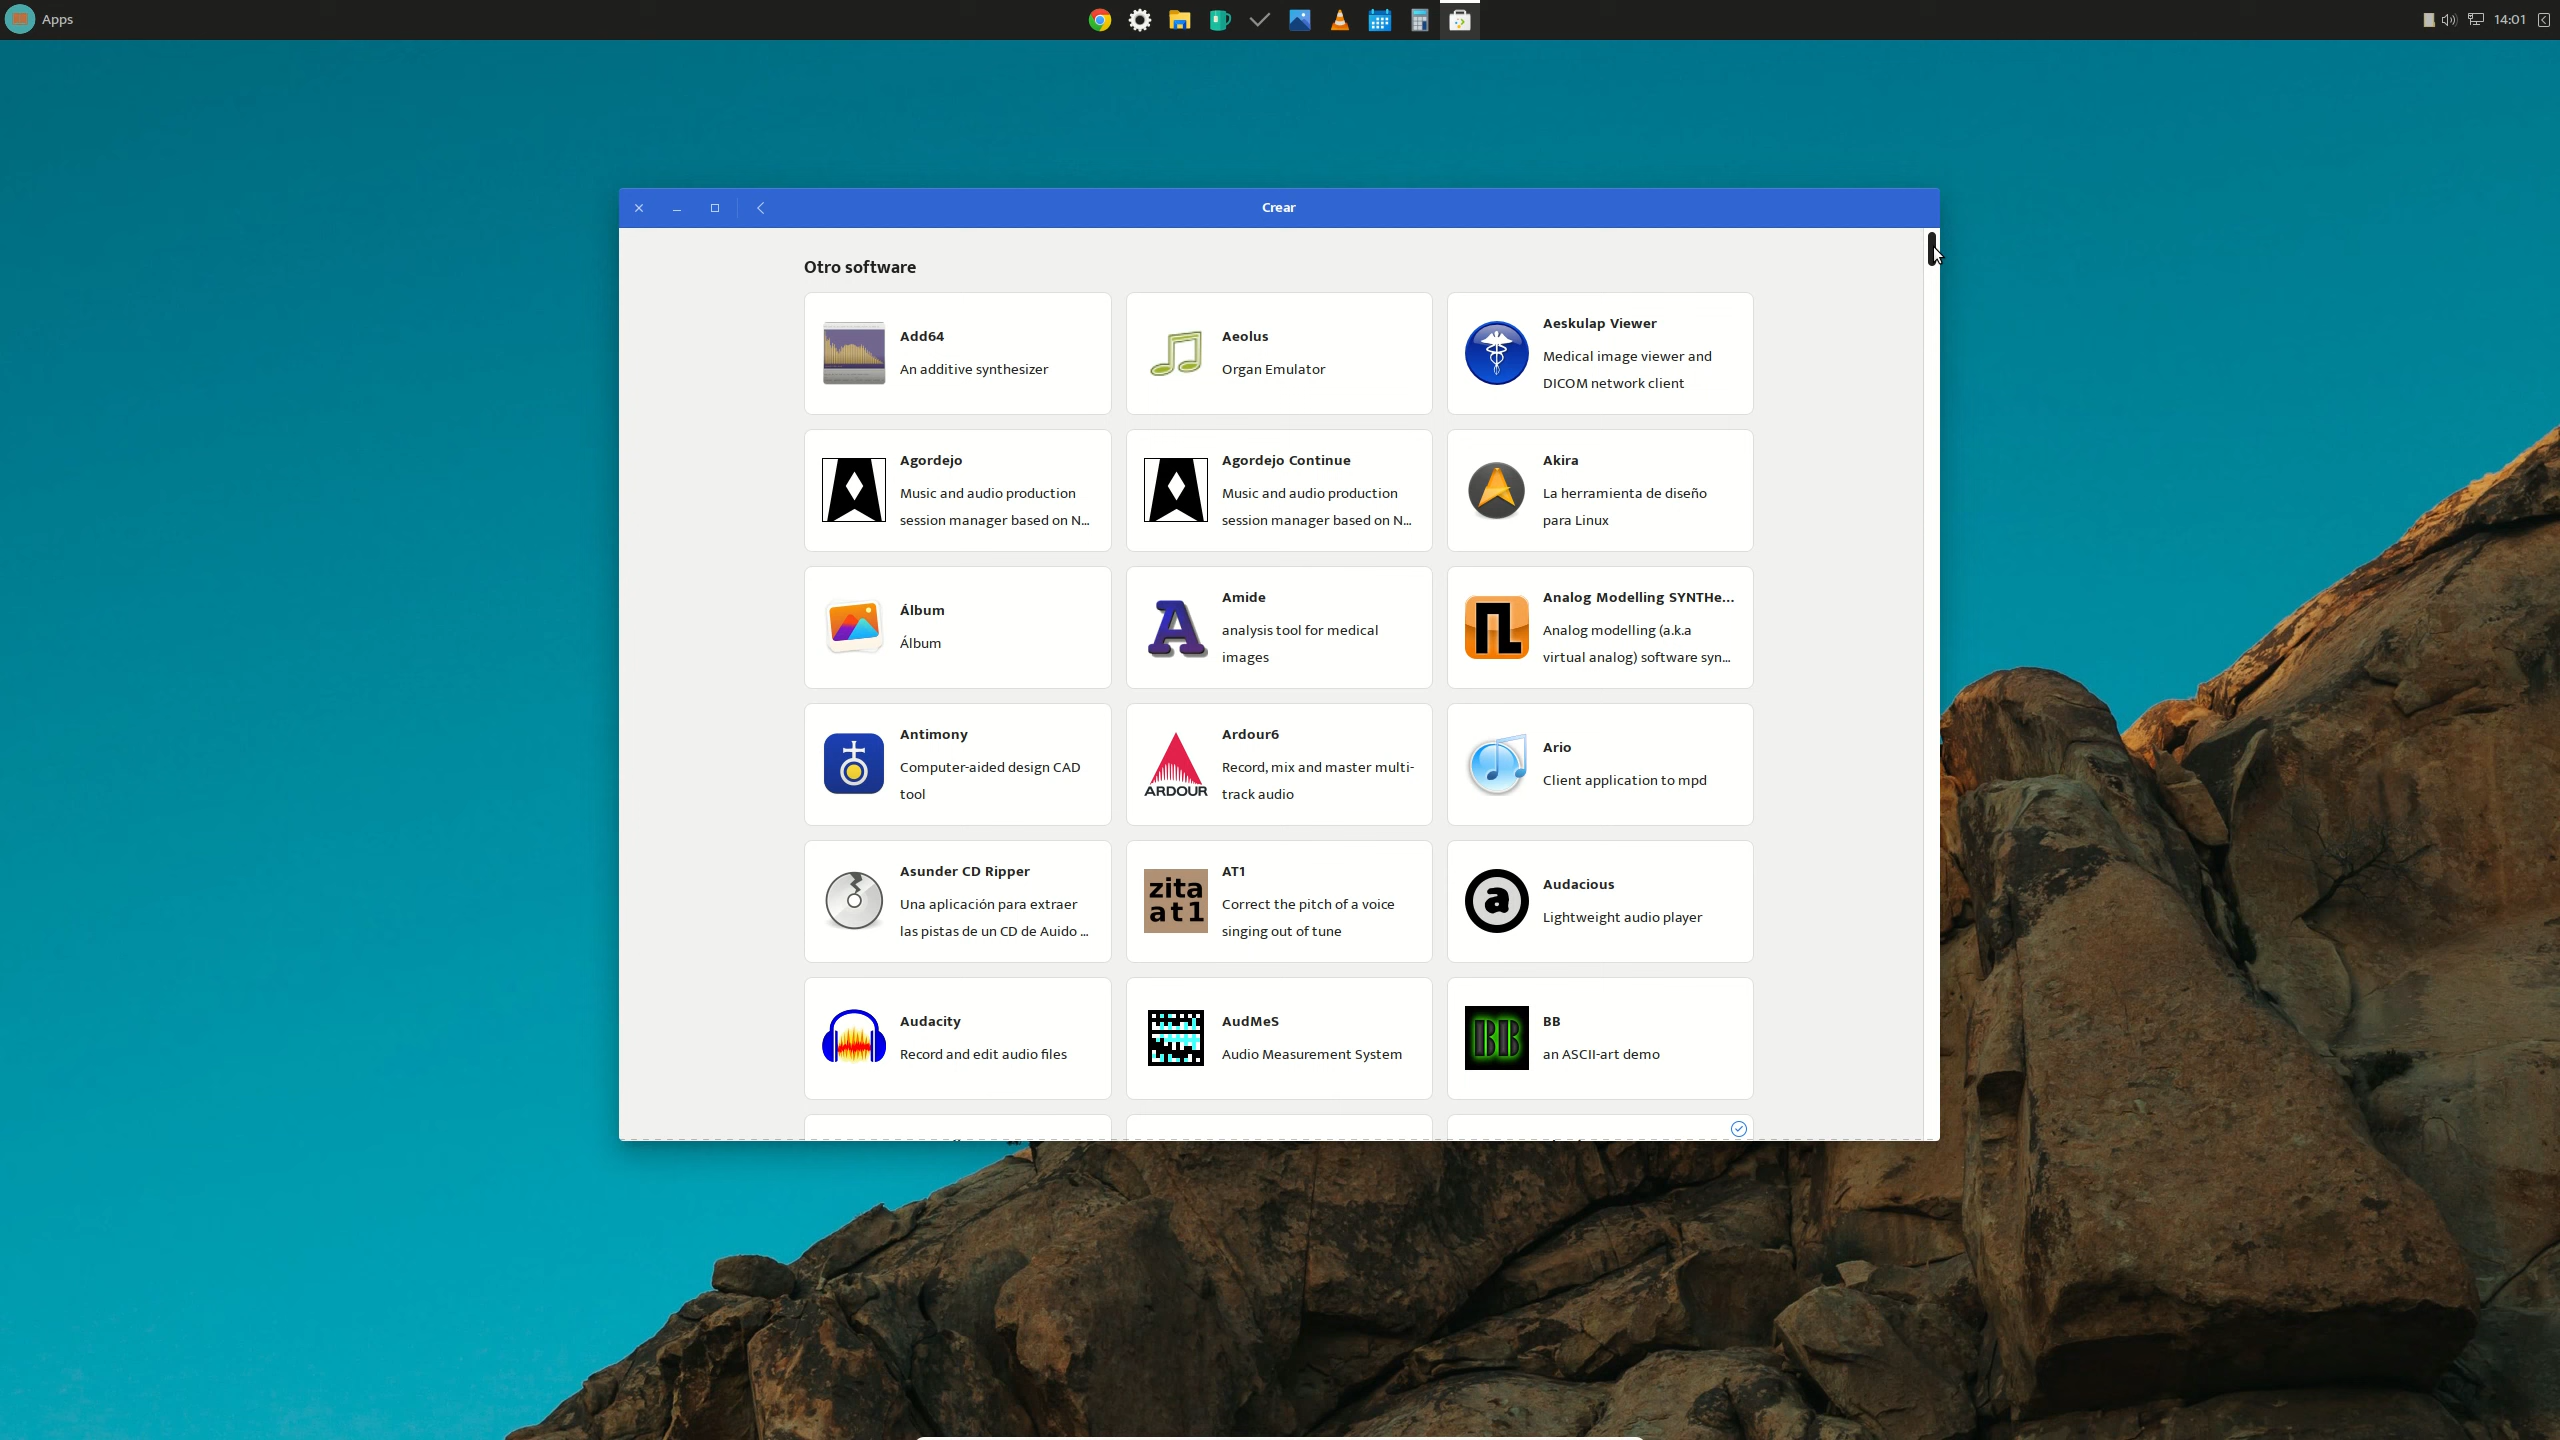 Apps
14:01
Crear
Otro software
Add64
An additive synthesizer
Aeolus
Organ Emulator
Aeskulap Viewer
Medical image viewer and
DICOM network client
Agordejo
Music and audio production
session manager based on N...
Agordejo Continue
Music and audio production
session manager based on N...
Akira
La herramienta de diseño
para Linux
Álbum
Álbum
Amide
analysis tool for medical
images
Analog Modelling SYNTHe...
Analog modelling (a.k.a
virtual analog) software syn...
Antimony
Computer-aided design CAD
tool
ARDOUR
Ardour6
Record, mix and master multi-
track audio
Ario
Client application to mpd
Asunder CD Ripper
Una aplicación para extraer
las pistas de un CD de Auido ...
zita
at1
AT1
Correct the pitch of a voice
singing out of tune
a
Audacious
Lightweight audio player
Audacity
Record and edit audio files
AudMeS
Audio Measurement System
BB
BB
an ASCII-art demo